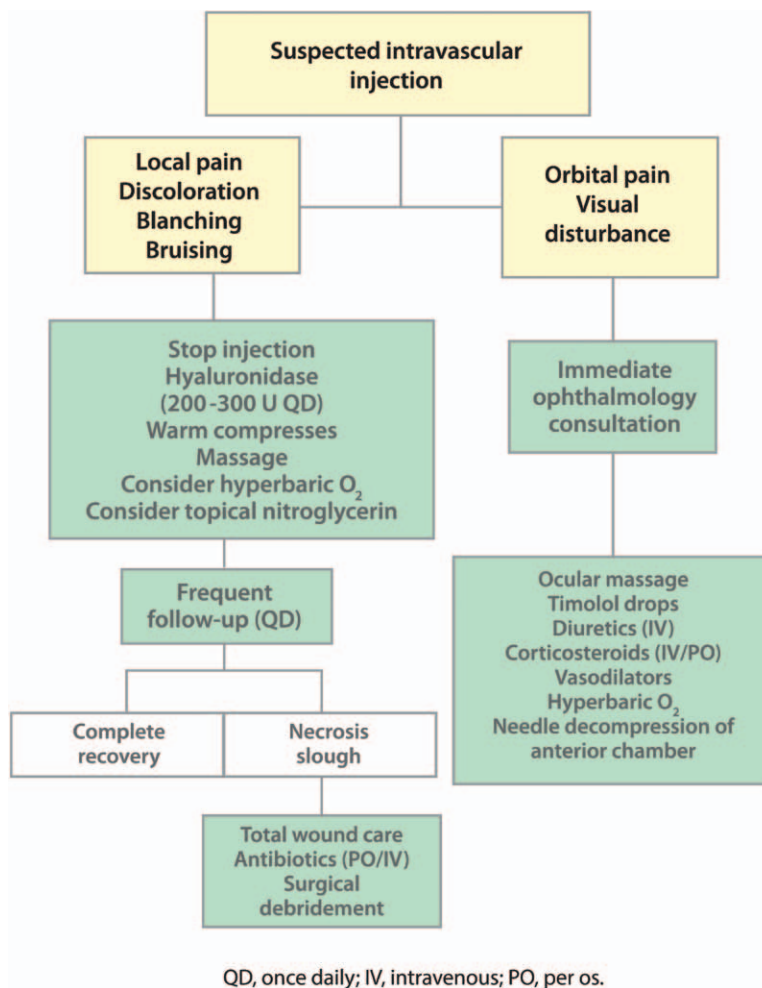 Suspected intravascular
injection
Local pain
Discoloration
Blanching
Bruising
Orbital pain
Visual
disturbance
Stop injection
Hyaluronidase
(200-300 U QD)
Warm compresses
Massage
Consider hyperbaric O₂
Consider topical nitroglycerin
Immediate
ophthalmology
consultation
Frequent
follow-up (QD)
Ocular massage
Timolol drops
Diuretics (IV)
Corticosteroids (IV/PO)
Vasodilators
Hyperbaric O₂
Needle decompression of
anterior chamber
Complete
recovery
Necrosis
slough
Total wound care
Antibiotics (PO/IV)
Surgical
debridement
QD, once daily; IV, intravenous; PO, per os.